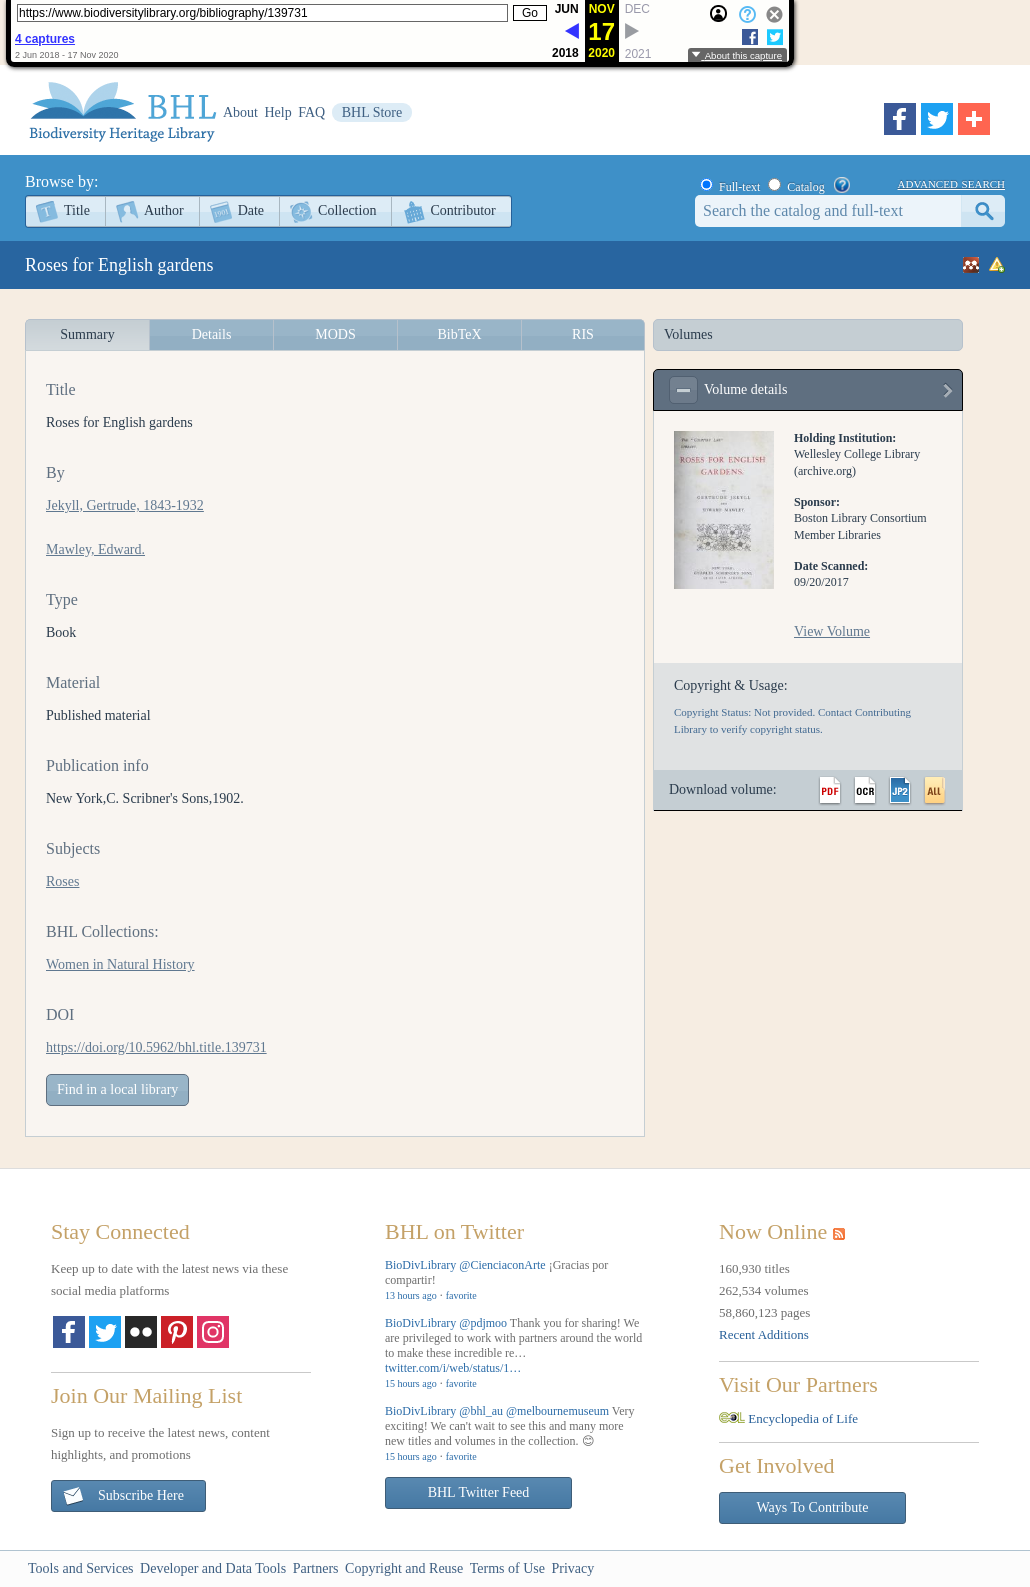 https://www.biodiversitylibrary.org/bibliography/139731 Go JUN NOV DEC
4 captures 17
2 Jun 2018 - 17 Nov 2020 2018 2020 2021 About this capture
BHL
Biodiversity Heritage Library
About Help FAQ BHL Store
Browse by:
Title Author Date Collection Contributor
Full-text Catalog ADVANCED SEARCH
Search the catalog and full-text
Roses for English gardens
Summary Details MODS BibTeX RIS
Title
Roses for English gardens
By
Jekyll, Gertrude, 1843-1932
Mawley, Edward.
Type
Book
Material
Published material
Publication info
New York,C. Scribner's Sons,1902.
Subjects
Roses
BHL Collections:
Women in Natural History
DOI
https://doi.org/10.5962/bhl.title.139731
Find in a local library
Volumes
Volume details
ROSES FOR ENGLISH
GARDENS.
GERTRUDE JEKYLL
EDWARD MAWLEY
Holding Institution:
Wellesley College Library
(archive.org)
Sponsor:
Boston Library Consortium
Member Libraries
Date Scanned:
09/20/2017
View Volume
Copyright & Usage:
Copyright Status: Not provided. Contact Contributing
Library to verify copyright status.
Download volume: PDF OCR JP2 ALL
Stay Connected
Keep up to date with the latest news via these
social media platforms
Join Our Mailing List
Sign up to receive the latest news, content
highlights, and promotions
Subscribe Here
BHL on Twitter
BioDivLibrary @CienciaconArte ¡Gracias por
compartir!
13 hours ago · favorite
BioDivLibrary @pdjmoo Thank you for sharing! We
are privileged to work with partners around the world
to make these incredible re…
twitter.com/i/web/status/1…
15 hours ago · favorite
BioDivLibrary @bhl_au @melbournemuseum Very
exciting! We can't wait to see this and many more
new titles and volumes in the collection. 😊
15 hours ago · favorite
BHL Twitter Feed
Now Online
160,930 titles
262,534 volumes
58,860,123 pages
Recent Additions
Visit Our Partners
EOL Encyclopedia of Life
Get Involved
Ways To Contribute
Tools and Services Developer and Data Tools Partners Copyright and Reuse Terms of Use Privacy